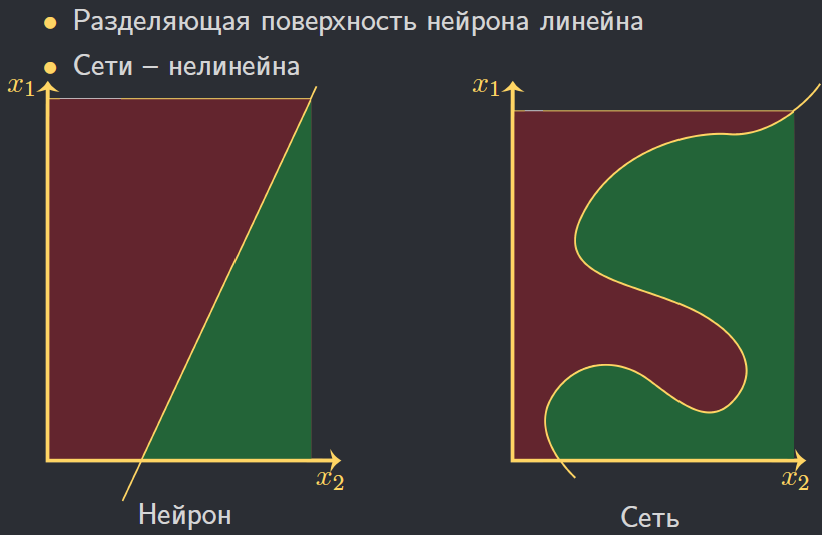 Разделяющая поверхность нейрона линейна
Сети – нелинейна
x₁
x₁
x₂
x₂
Нейрон
Сеть